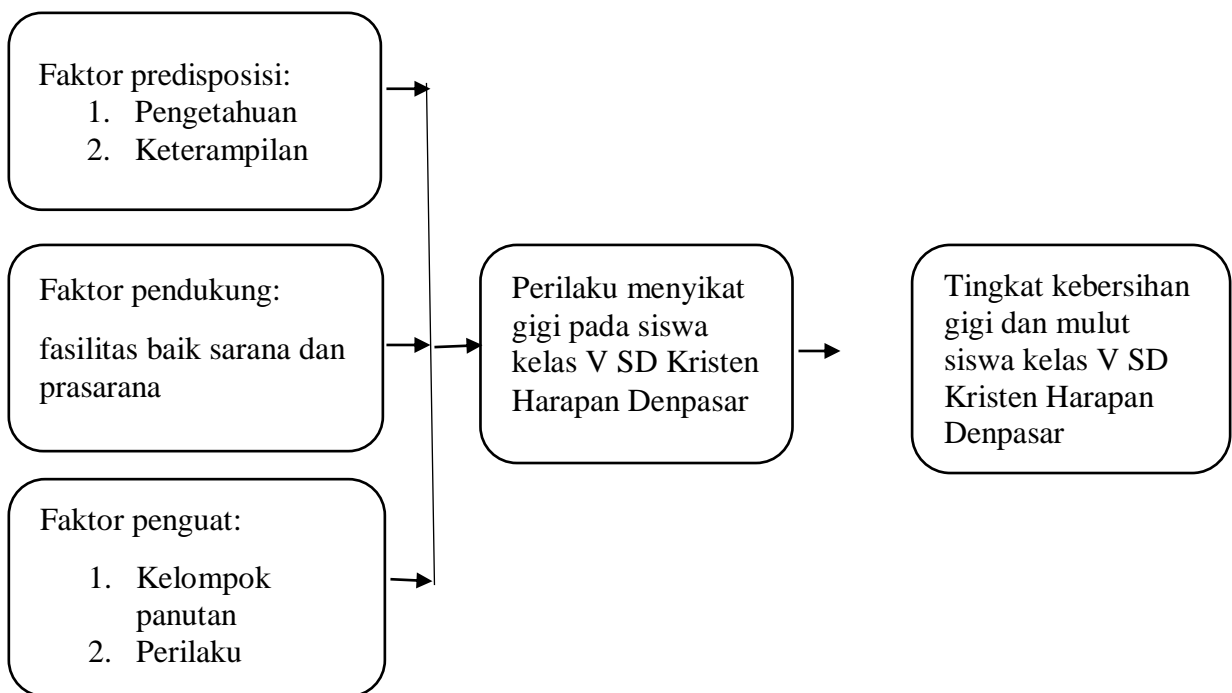 Faktor predisposisi:
1. Pengetahuan
2. Keterampilan
Faktor pendukung:
fasilitas baik sarana dan
prasarana
Faktor penguat:
1. Kelompok
panutan
2. Perilaku
Perilaku menyikat
gigi pada siswa
kelas V SD Kristen
Harapan Denpasar
Tingkat kebersihan
gigi dan mulut
siswa kelas V SD
Kristen Harapan
Denpasar